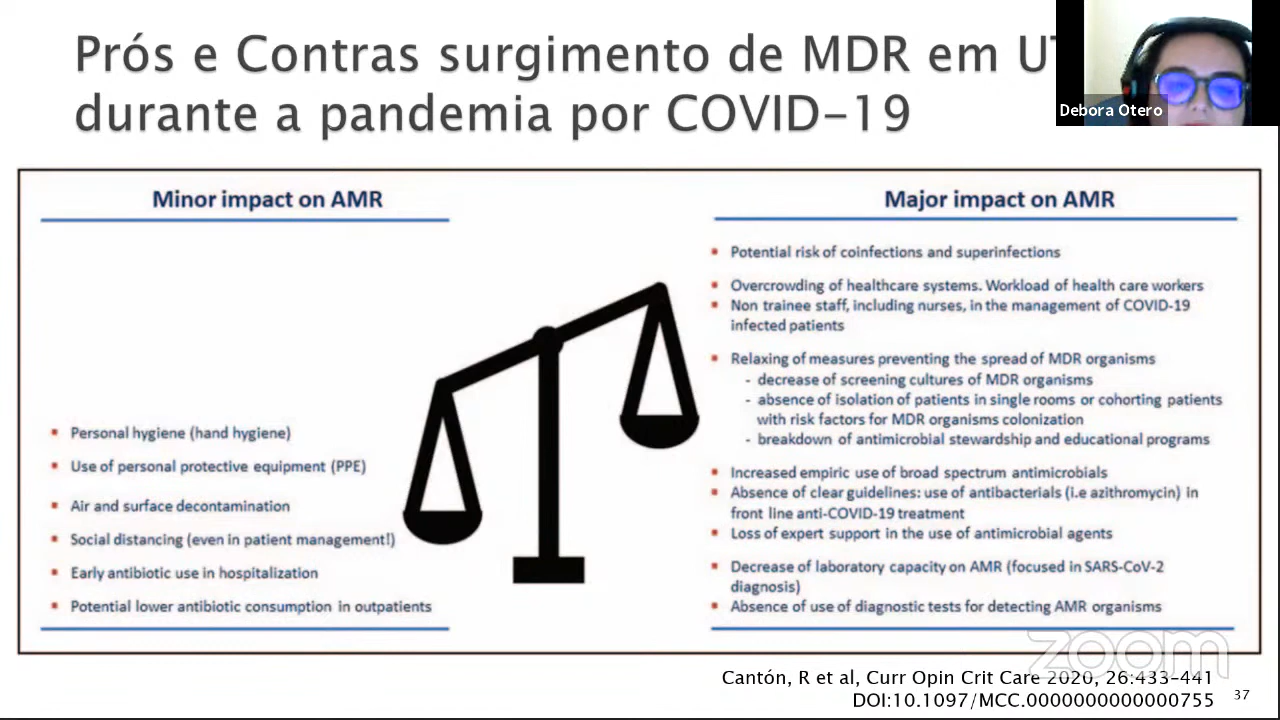 Prós e Contras surgimento de MDR em
durante a pandemia por COVID-19
Debora Otero
Minor impact on AMR
Personal hygiene (hand hygiene)
Use of personal protective equipment (PPE)
Air and surface decontamination
Social distancing (even in patient management!)
Early antibiotic use in hospitalization
Potential lower antibiotic consumption in outpatients
Major impact on AMR
Potential risk of coinfections and superinfections
Overcrowding of healthcare systems. Workload of health care workers
Non trainee staff, including nurses, in the management of COVID-19
infected patients
Relaxing of measures preventing the spread of MDR organisms
- decrease of screening cultures of MDR organisms
- absence of isolation of patients in single rooms or cohorting patients
with risk factors for MDR organisms colonization
- breakdown of antimicrobial stewardship and educational programs
Increased empiric use of broad spectrum antimicrobials
Absence of clear guidelines: use of antibacterials (i.e azithromycin) in
front line anti-COVID-19 treatment
Loss of expert support in the use of antimicrobial agents
Decrease of laboratory capacity on AMR (focused in SARS-CoV-2
diagnosis)
Absence of use of diagnostic tests for detecting AMR organisms
zoom
Cantón, R et al, Curr Opin Crit Care 2020, 26:433-441
DOI:10.1097/MCC.0000000000000755
37